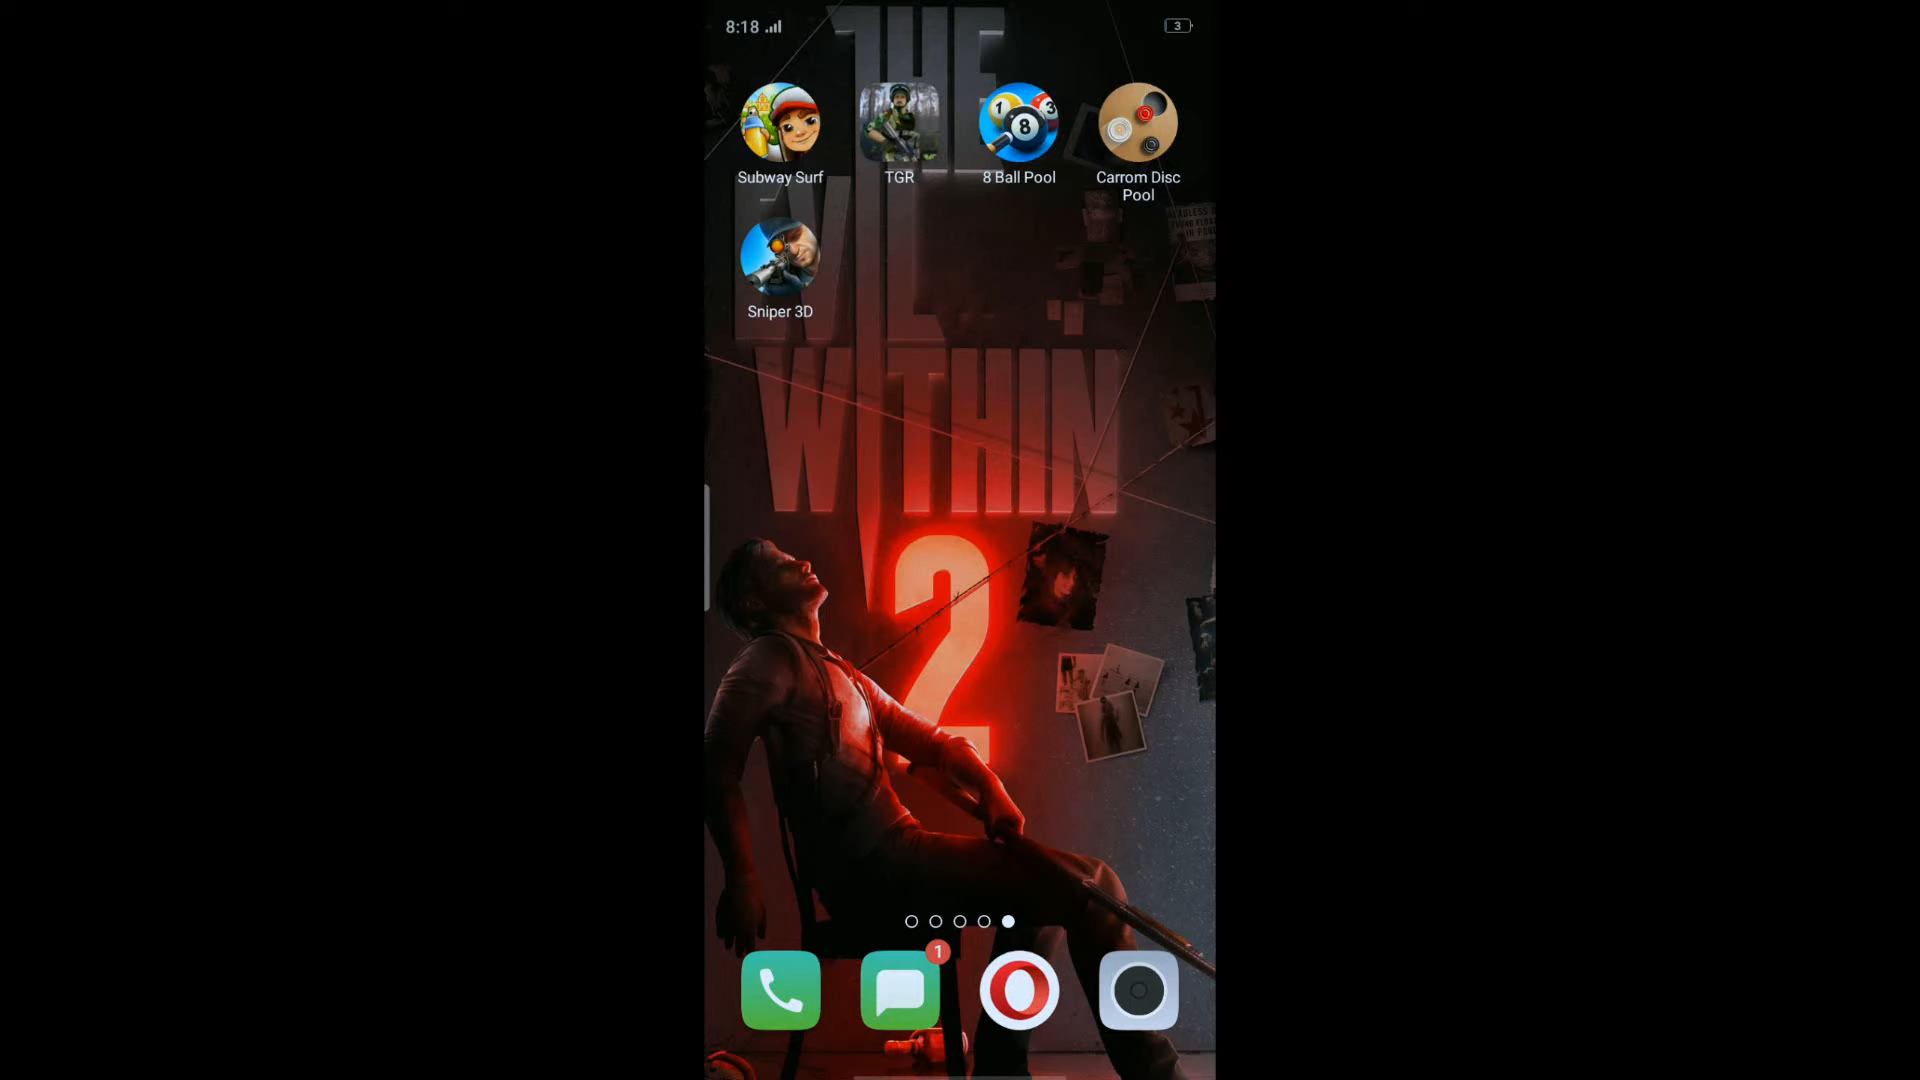 8:18
3
THE
Subway Surf
TGR
8 Ball Pool
Carrom Disc
Pool
Sniper 3D
EVIL
WITHIN
2
1